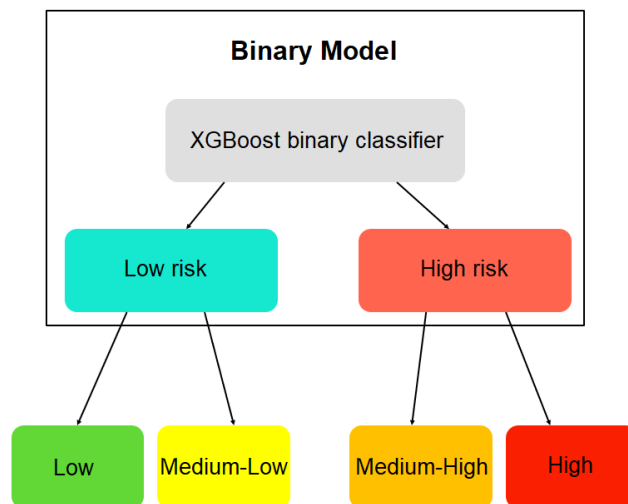 Binary Model
XGBoost binary classifier
Low risk
High risk
Low
Medium-Low
Medium-High
High